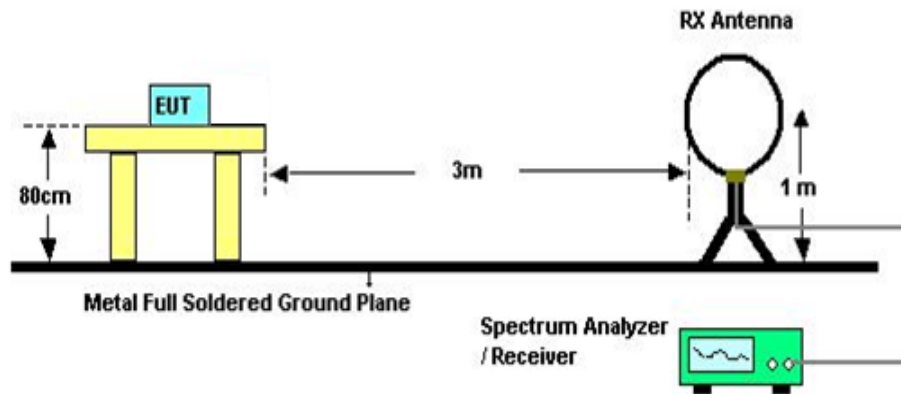 RX Antenna
EUT
80cm
3m
1 m
Metal Full Soldered Ground Plane
Spectrum Analyzer
/ Receiver